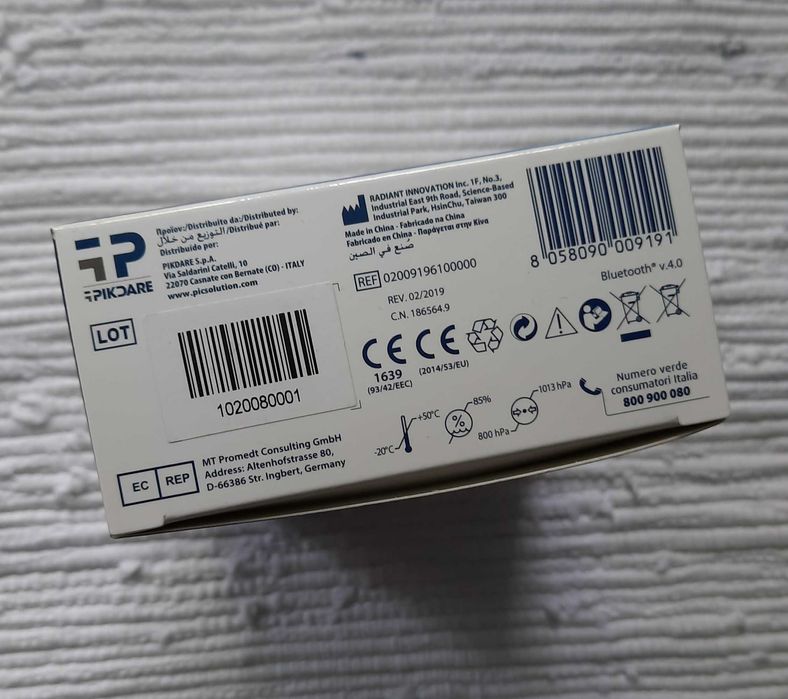 PIKDARE
Προϊον:/Distribuito da:/Distributed by:
التوزيع من خلال/Distribué par:
Distribuido por:
PIKDARE S.p.A.
Via Saldarini Catelli, 10
22070 Casnate con Bernate (CO) - ITALY
www.picsolution.com
RADIANT INNOVATION Inc. 1F, No.3,
Industrial East 9th Road, Science-Based
Industrial Park, HsinChu, Taiwan 300
Made in China - Fabricado na China
Fabricado en China - Παράγεται στην Κίνα
صُنع في الصين
REF 02009196100000
REV. 02/2019
C.N. 186564.9
8 058090 009191
Bluetooth® v.4.0
LOT
1020080001
CE
1639
(93/42/EEC)
CE
(2014/53/EU)
-20°C
+50°C
%
85%
800 hPa
1013 hPa
Numero verde
consumatori Italia
800 900 080
EC REP
MT Promedt Consulting GmbH
Address: Altenhofstrasse 80,
D-66386 Str. Ingbert, Germany